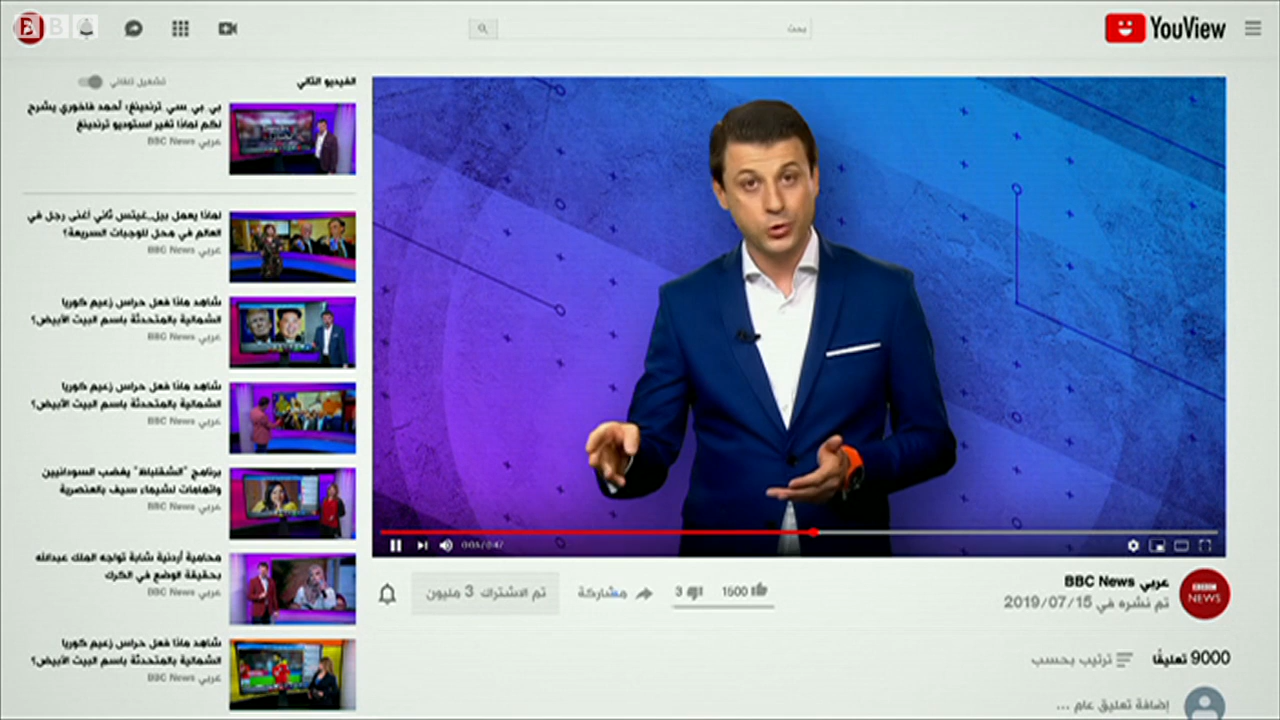 BBC
بحث
YouView
الفيديو التالي
تشغيل تلقائي
بي بي سي ترندينغ: أحمد فاخوري يشرح
لكم لماذا تغير استوديو ترندينغ
عربي BBC News
لماذا يعمل بيل_غيتس ثاني أغنى رجل في
العالم في محل للوجبات السريعة؟
عربي BBC News
شاهد ماذا فعل حراس زعيم كوريا
الشمالية بالمتحدثة باسم البيت الأبيض؟
عربي BBC News
شاهد ماذا فعل حراس زعيم كوريا
الشمالية بالمتحدثة باسم البيت الأبيض؟
عربي BBC News
برنامج "الشقلباظ" يغضب السودانيين
واتهامات لشيماء سيف بالعنصرية
عربي BBC News
محامية أردنية شابة تواجه الملك عبدالله
بحقيقة الوضع في الكرك
عربي BBC News
شاهد ماذا فعل حراس زعيم كوريا
الشمالية بالمتحدثة باسم البيت الأبيض؟
عربي BBC News
عربي BBC News
تم نشره في 2019/07/15
BBC
NEWS
1500
3
مشاركة
تم الاشتراك 3 مليون
9000 تعليقًا
ترتيب بحسب
إضافة تعليق عام ...